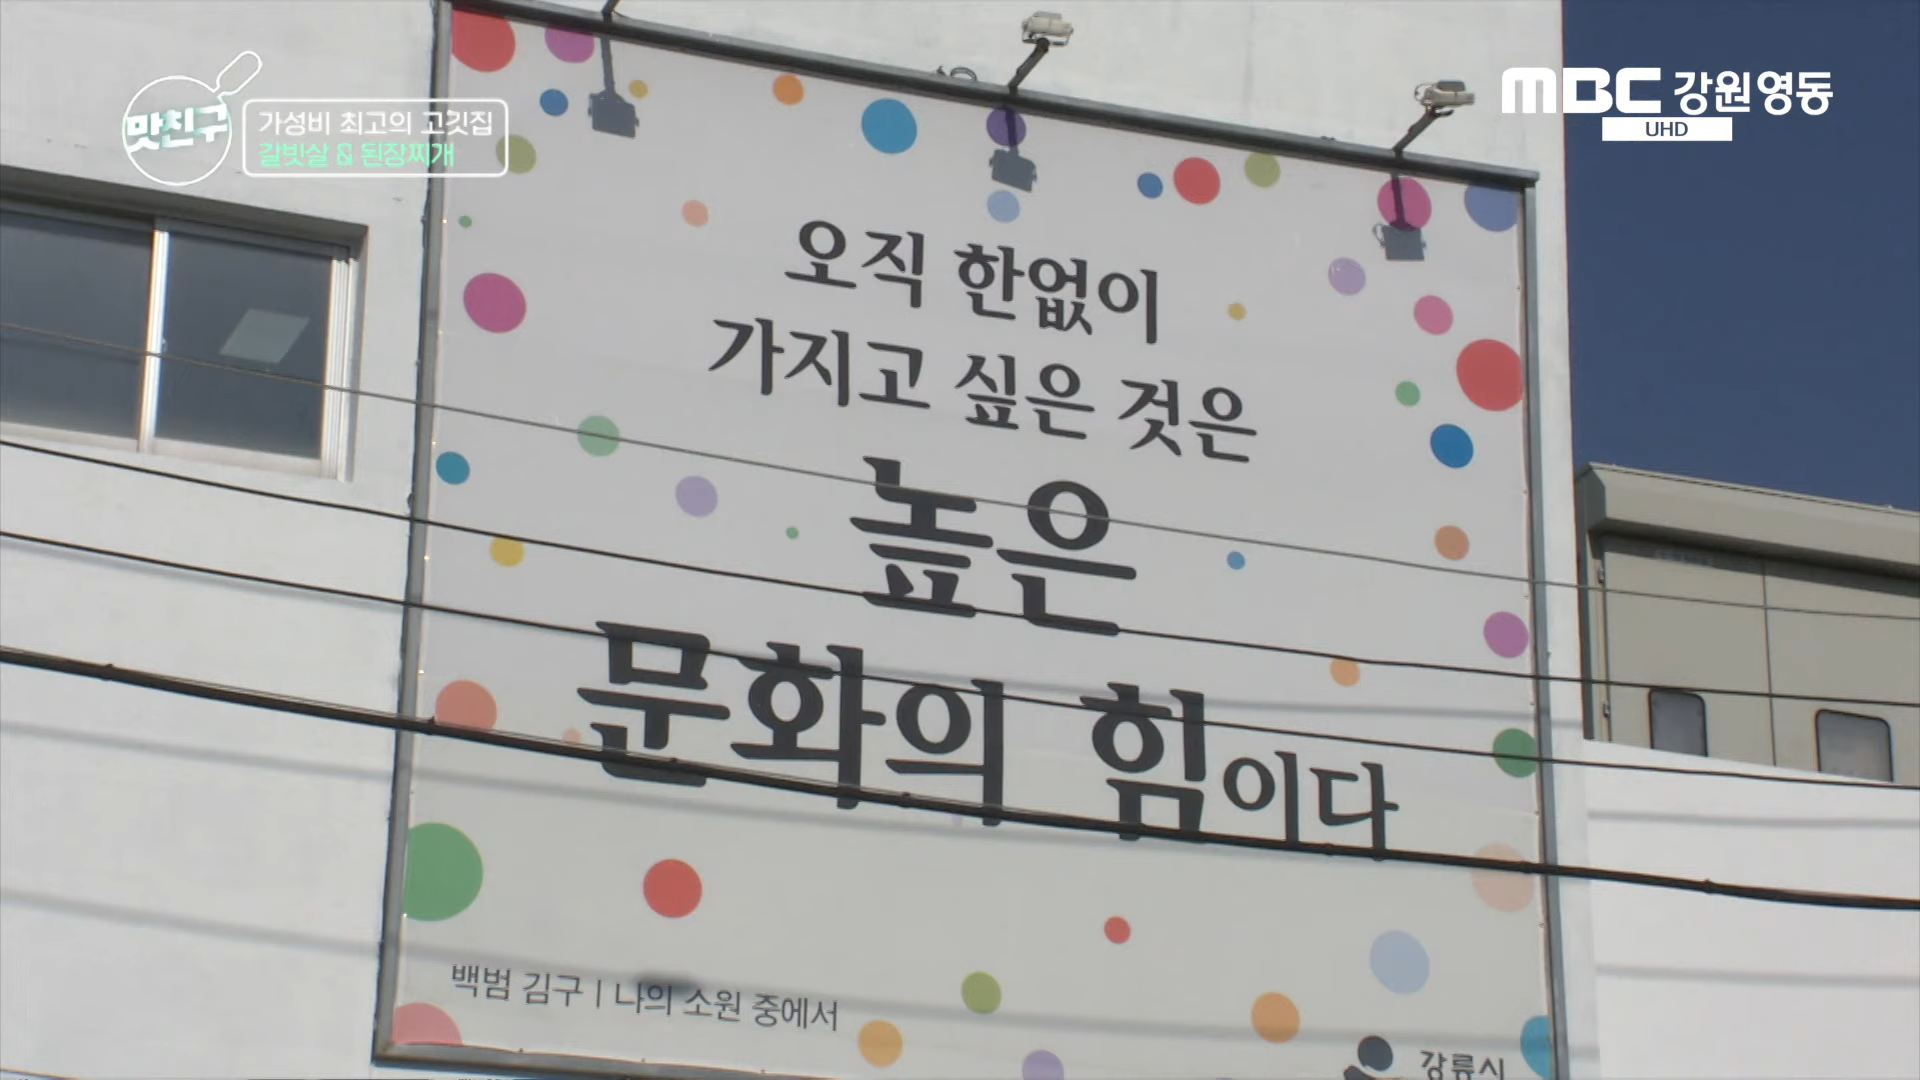 맛친구
가성비 최고의 고깃집
갈빗살 & 된장찌개
MBC 강원영동
UHD
오직 한없이
가지고 싶은 것은
높은
문화의 힘이다
백범 김구 | 나의 소원 중에서
강릉시